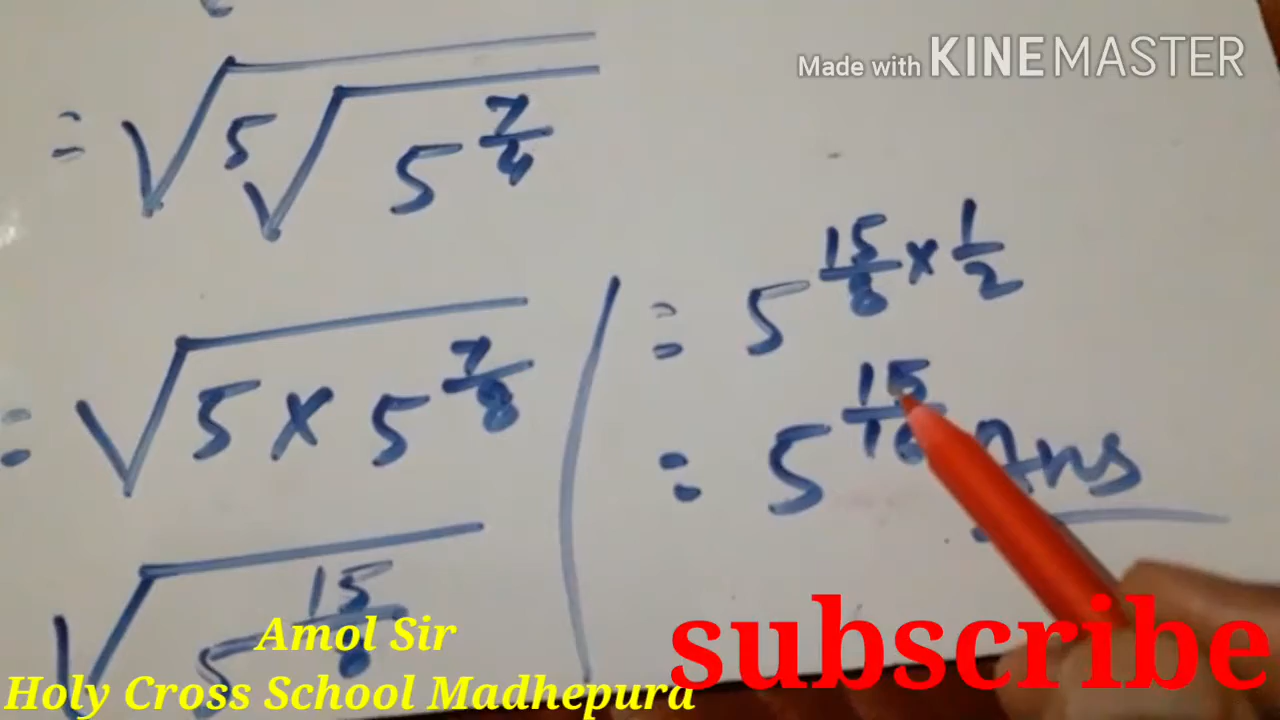 Made with KINEMASTER
= √5√5^(7/4)
= √5 × 5^(7/8)
√5^(15/8)
= 5^(15/8 × 1/2)
= 5^(15/16) Ans
Amol Sir
Holy Cross School Madhepura
subscribe